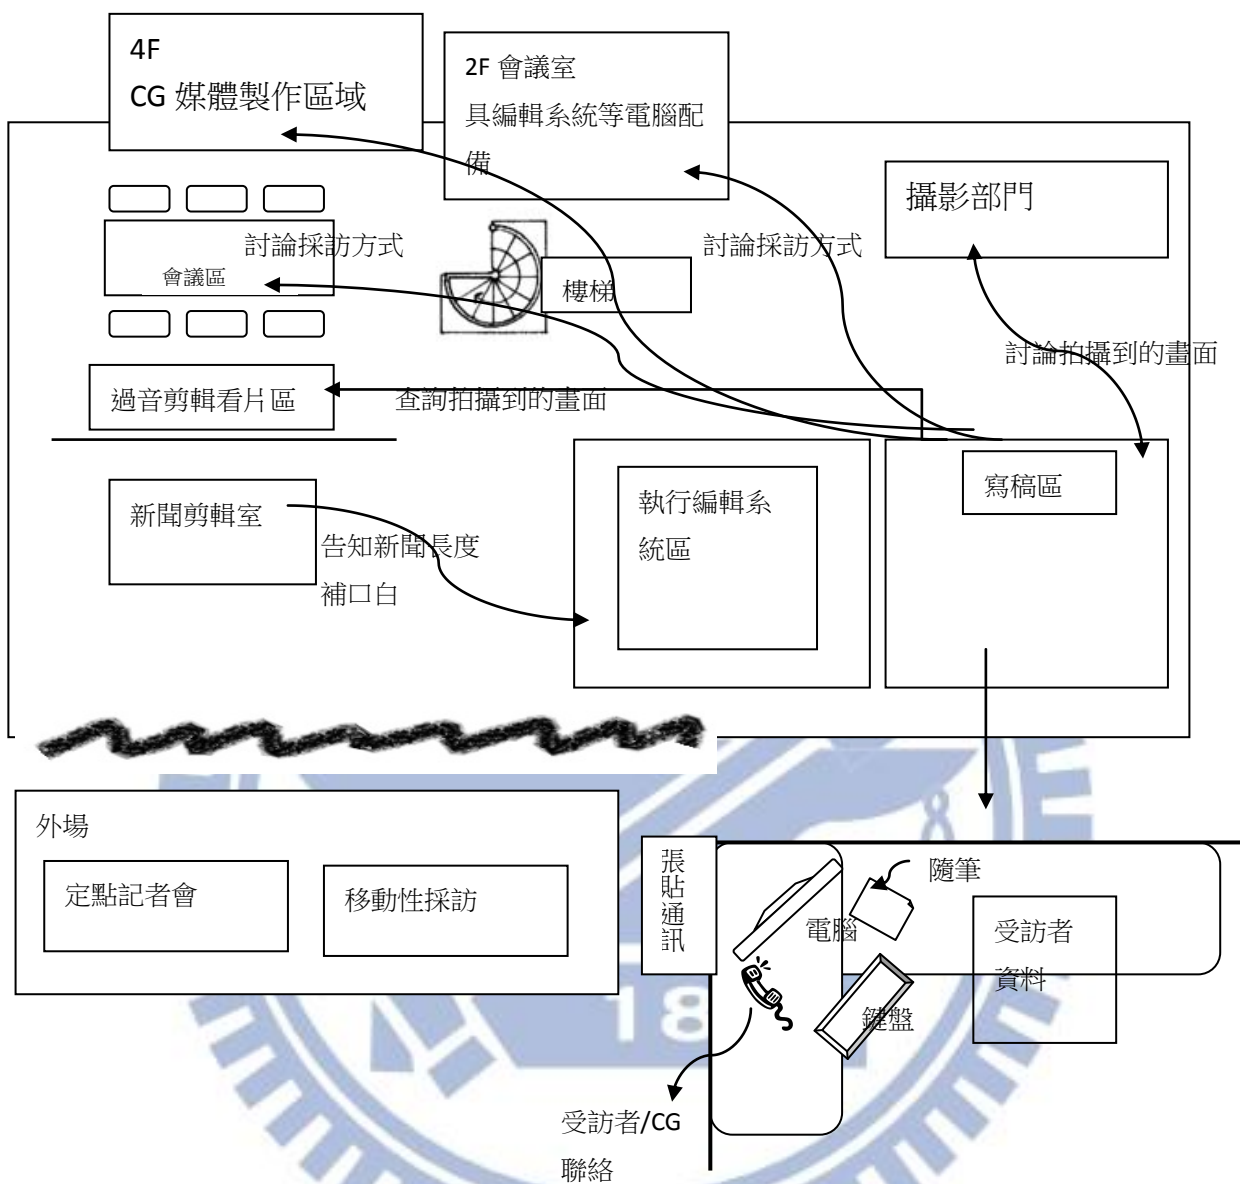 4F
CG 媒體製作區域
2F 會議室
具編輯系統等電腦配
備
攝影部門
討論採訪方式
會議區
樓梯
討論採訪方式
討論拍攝到的畫面
過音剪輯看片區
查詢拍攝到的畫面
新聞剪輯室
告知新聞長度
補口白
執行編輯系
統區
寫稿區
外場
定點記者會
移動性採訪
張貼通訊
隨筆
電腦
受訪者
資料
鍵盤
受訪者/CG
聯絡
18
8
E